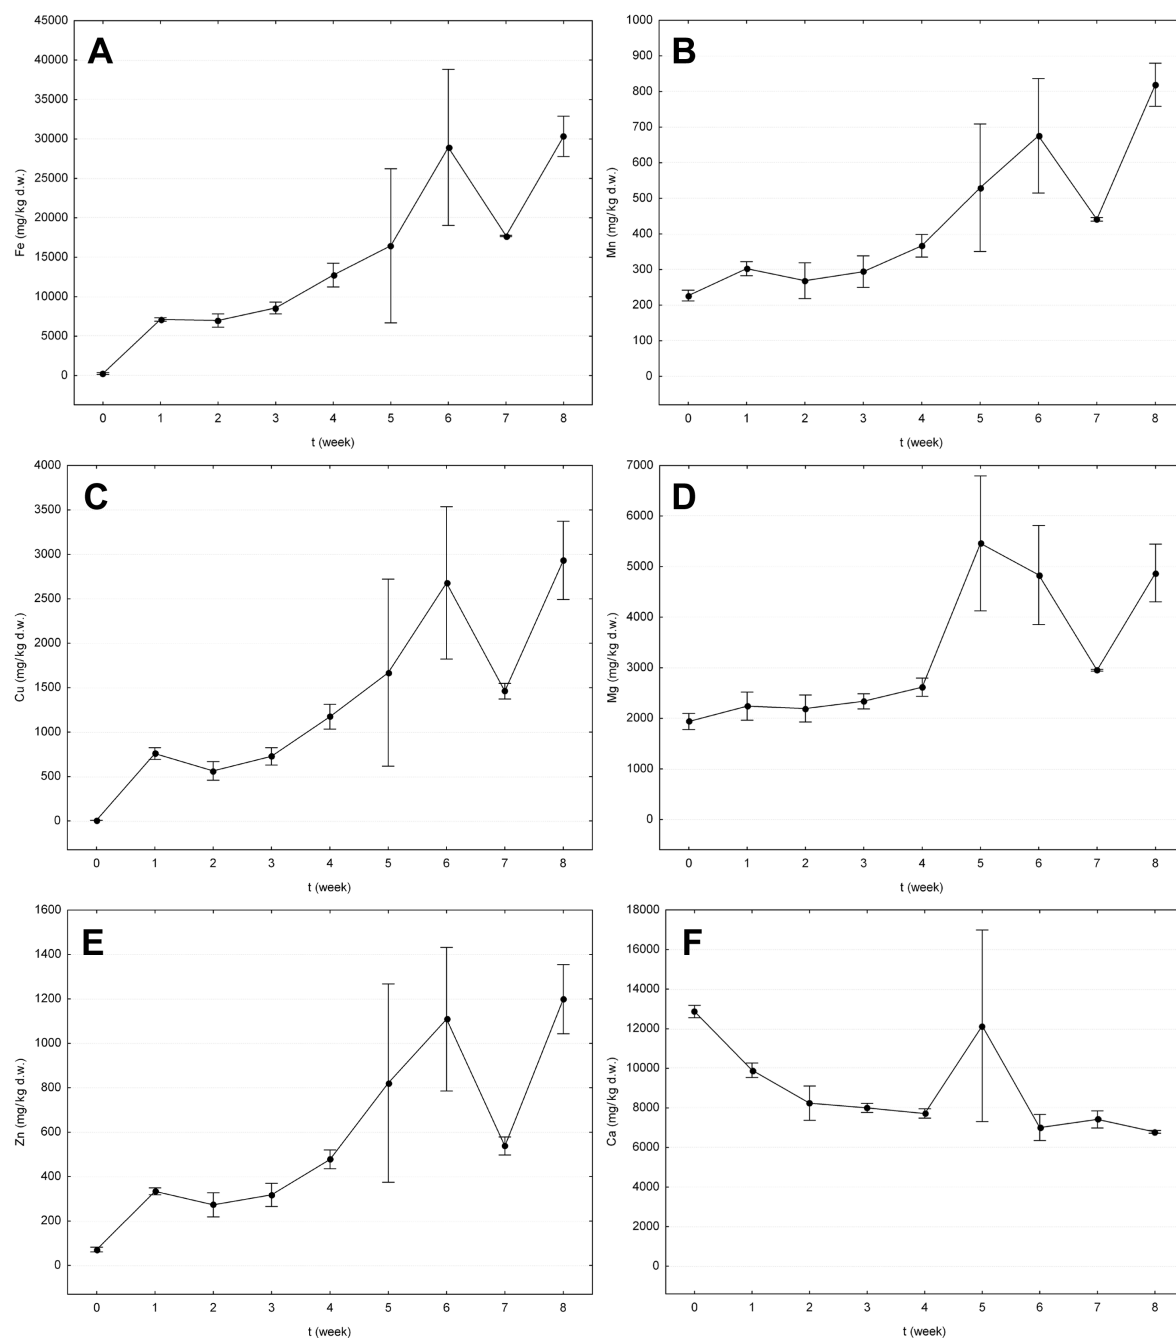 A
Fe (mg/kg d.w.)
45000
40000
35000
30000
25000
20000
15000
10000
5000
0
0 1 2 3 4 5 6 7 8
t (week)
B
Mn (mg/kg d.w.)
1000
900
800
700
600
500
400
300
200
100
0
0 1 2 3 4 5 6 7 8
t (week)
C
Cu (mg/kg d.w.)
4000
3500
3000
2500
2000
1500
1000
500
0
0 1 2 3 4 5 6 7 8
t (week)
D
Mg (mg/kg d.w.)
7000
6000
5000
4000
3000
2000
1000
0
0 1 2 3 4 5 6 7 8
t (week)
E
Zn (mg/kg d.w.)
1600
1400
1200
1000
800
600
400
200
0
0 1 2 3 4 5 6 7 8
t (week)
F
Ca (mg/kg d.w.)
18000
16000
14000
12000
10000
8000
6000
4000
2000
0
0 1 2 3 4 5 6 7 8
t (week)